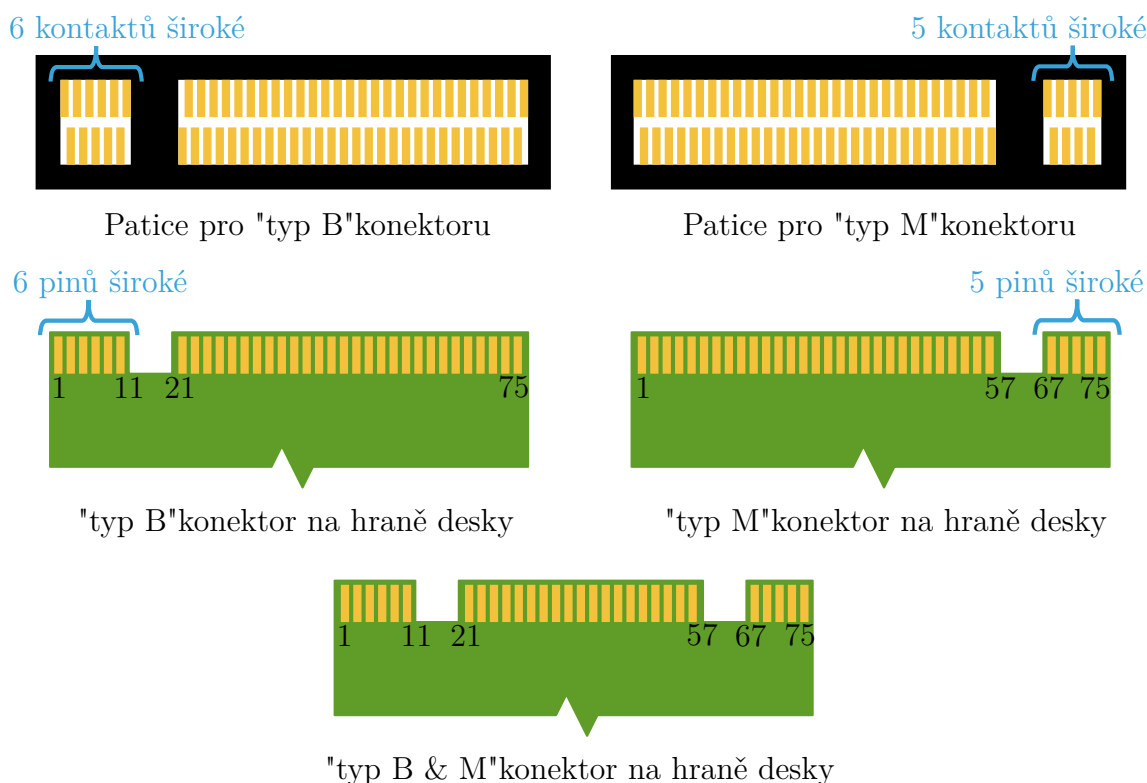 6 kontaktů široké
5 kontaktů široké
Patice pro "typ B"konektoru
Patice pro "typ M"konektoru
6 pinů široké
5 pinů široké
1 11 21 75
1 57 67 75
"typ B"konektor na hraně desky
"typ M"konektor na hraně desky
1 11 21 57 67 75
"typ B & M"konektor na hraně desky